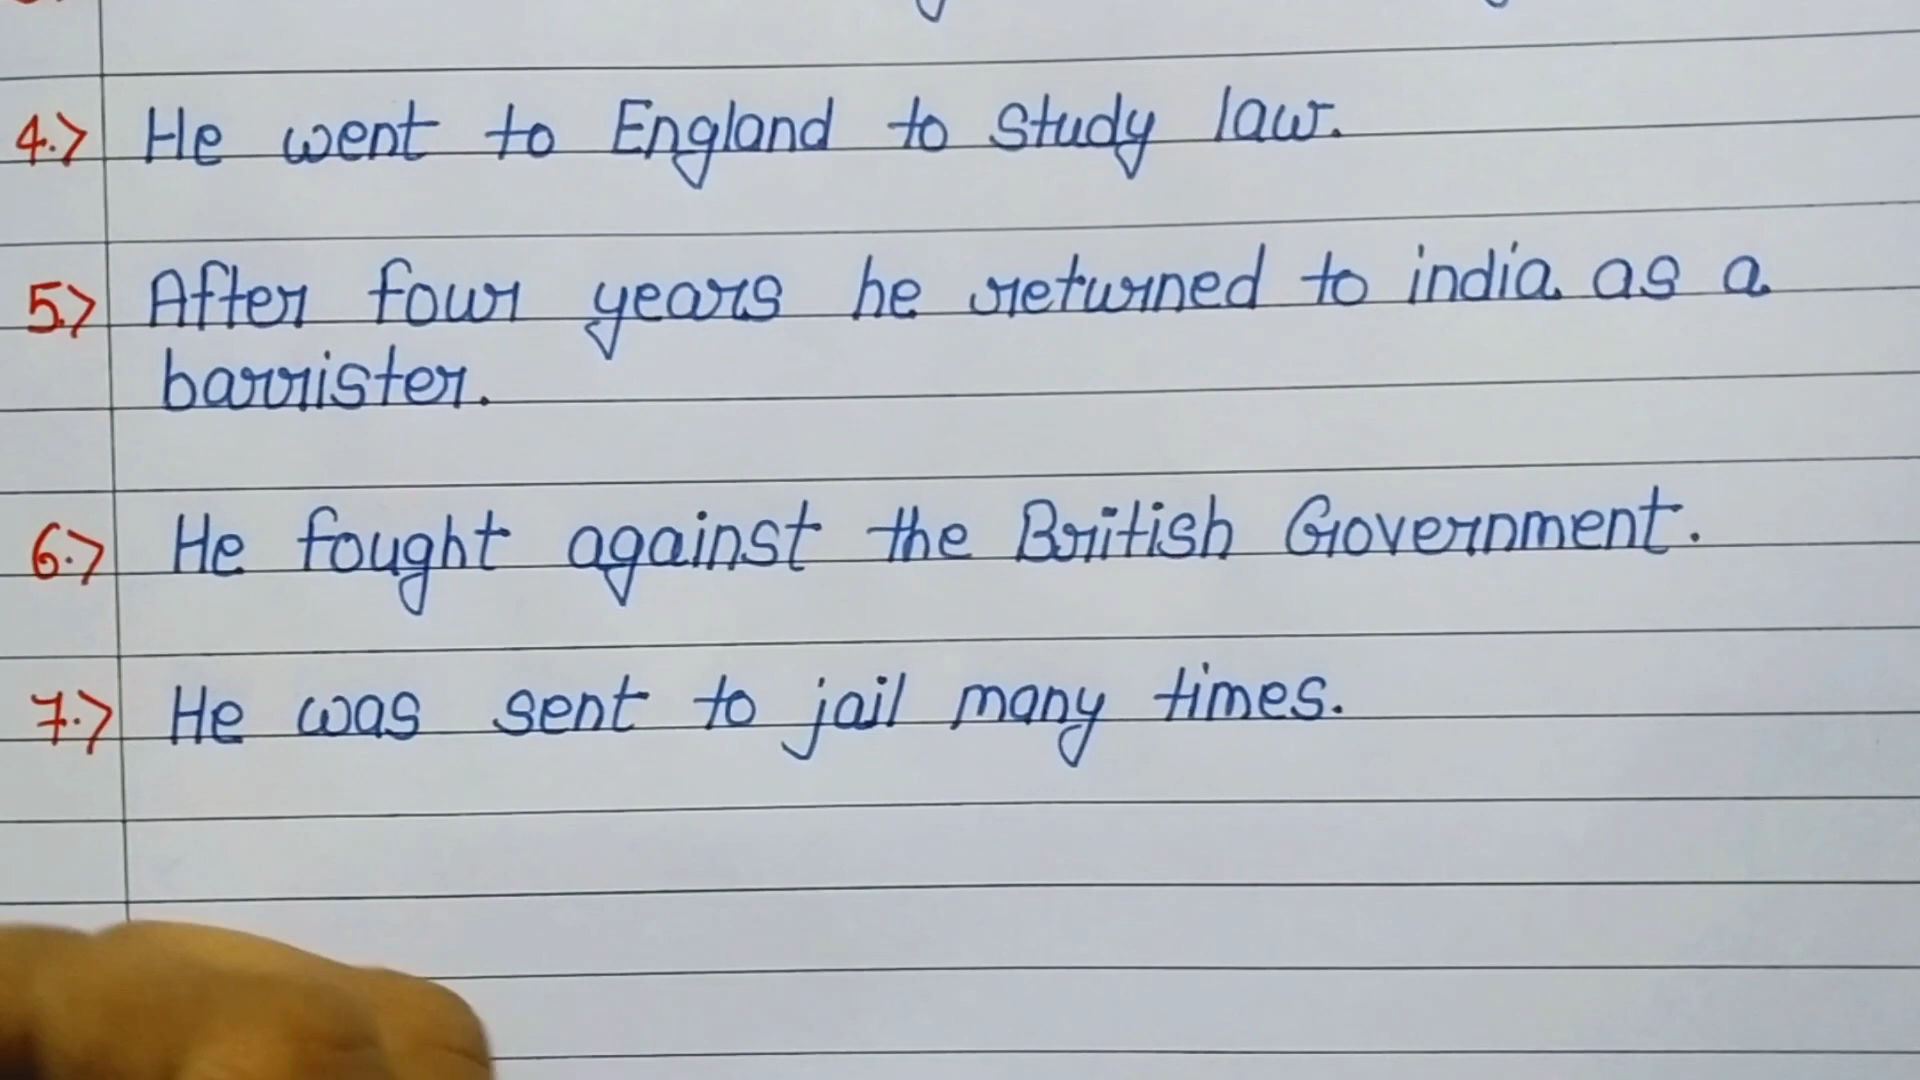 4.> He went to England to study law.
5.> After four years he returned to india as a
barrister.
6.> He fought against the British Government.
7.> He was sent to jail many times.